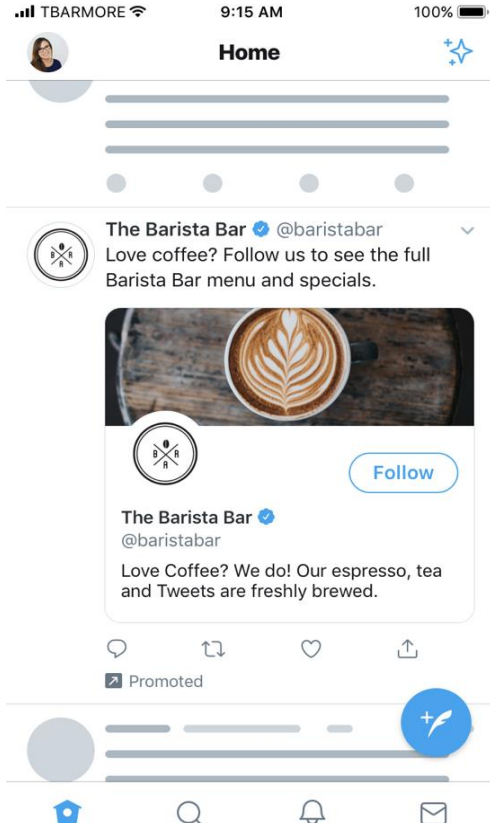 TBARMORE 9:15 AM 100%
Home
The Barista Bar @baristabar
Love coffee? Follow us to see the full
Barista Bar menu and specials.
B A R
A
B A R
A
Follow
The Barista Bar
@baristabar
Love Coffee? We do! Our espresso, tea
and Tweets are freshly brewed.
Promoted